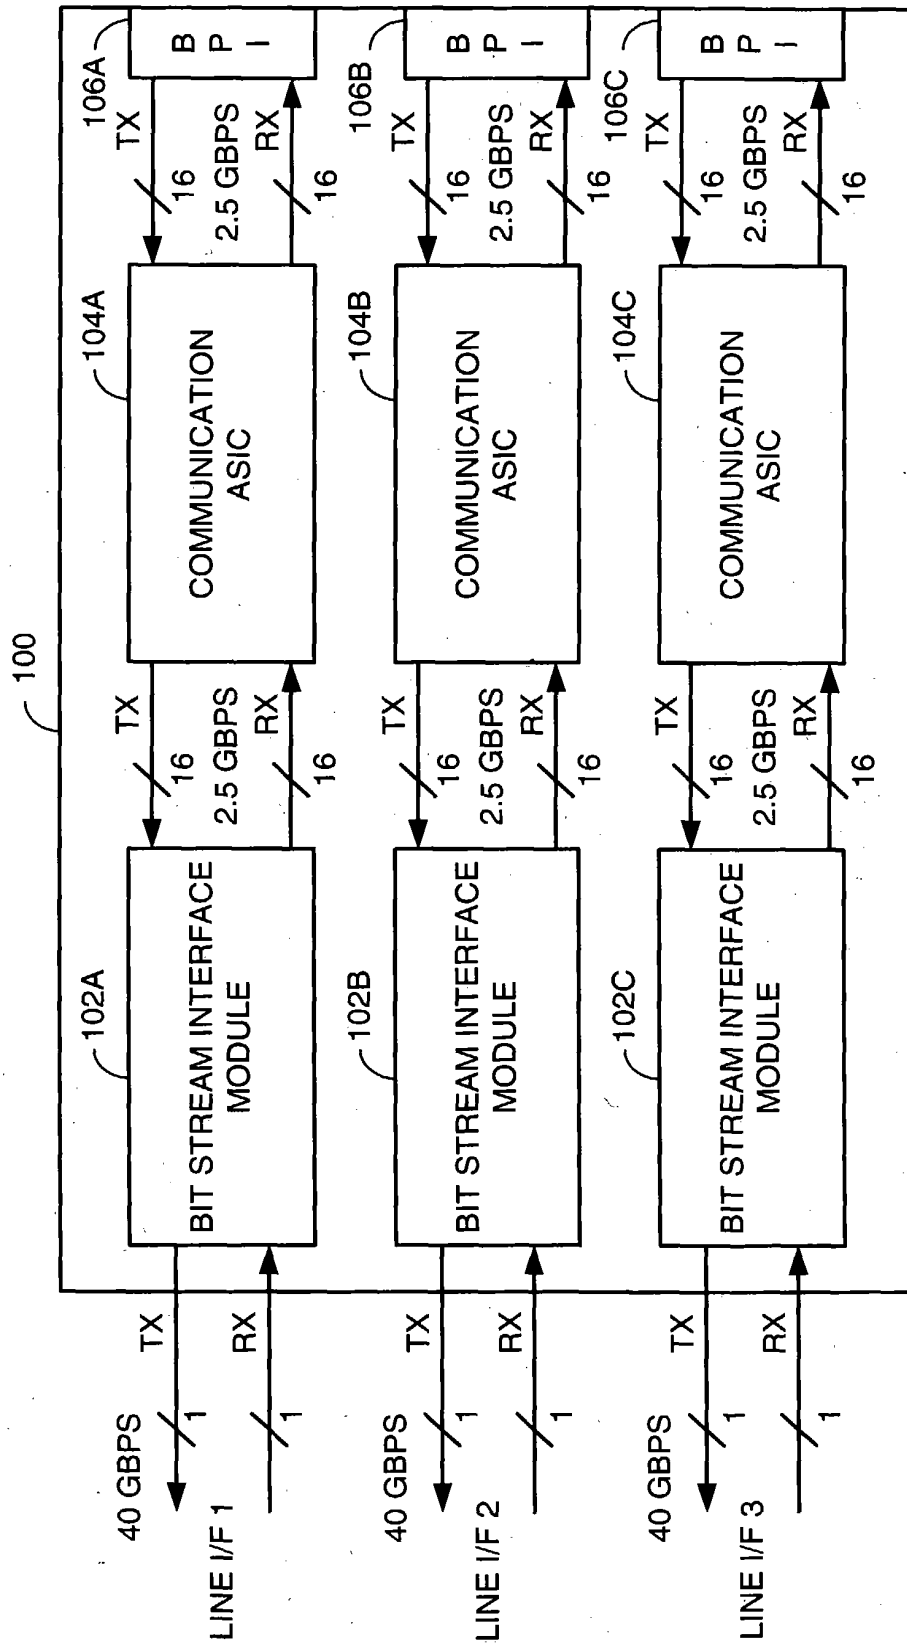 100
40 GBPS
TX
1
LINE I/F 1
RX
1
102A
BIT STREAM INTERFACE
MODULE
TX
16
2.5 GBPS
RX
16
104A
COMMUNICATION
ASIC
TX
16
2.5 GBPS
RX
16
106A
B
P
I
40 GBPS
TX
1
LINE I/F 2
RX
1
102B
BIT STREAM INTERFACE
MODULE
TX
16
2.5 GBPS
RX
16
104B
COMMUNICATION
ASIC
TX
16
2.5 GBPS
RX
16
106B
B
P
I
40 GBPS
TX
1
LINE I/F 3
RX
1
102C
BIT STREAM INTERFACE
MODULE
TX
16
2.5 GBPS
RX
16
104C
COMMUNICATION
ASIC
TX
16
2.5 GBPS
RX
16
106C
B
P
I